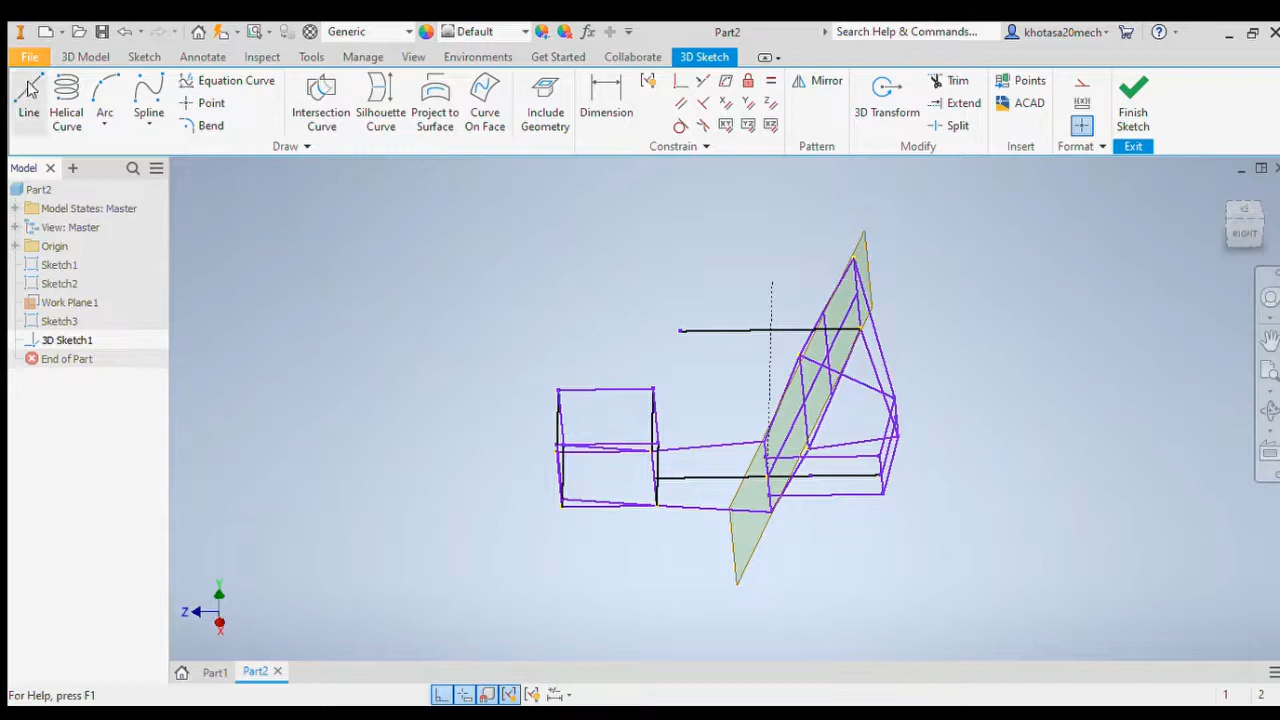 Generic
Default
Part2
Search Help & Commands...
khotasa20mech
File
3D Model
Sketch
Annotate
Inspect
Tools
Manage
View
Environments
Get Started
Collaborate
3D Sketch
Line
Helical Curve
Arc
Spline
Equation Curve
Point
Bend
Intersection Curve
Silhouette Curve
Project to Surface
Curve On Face
Include Geometry
Dimension
Mirror
3D Transform
Trim
Extend
Split
Points
ACAD
Finish Sketch
Draw
Constrain
Pattern
Modify
Insert
Format
Exit
Model
Part2
Model States: Master
View: Master
Origin
Sketch1
Sketch2
Work Plane1
Sketch3
3D Sketch1
End of Part
RIGHT
Y
Z
X
Part1
Part2
For Help, press F1
1
2